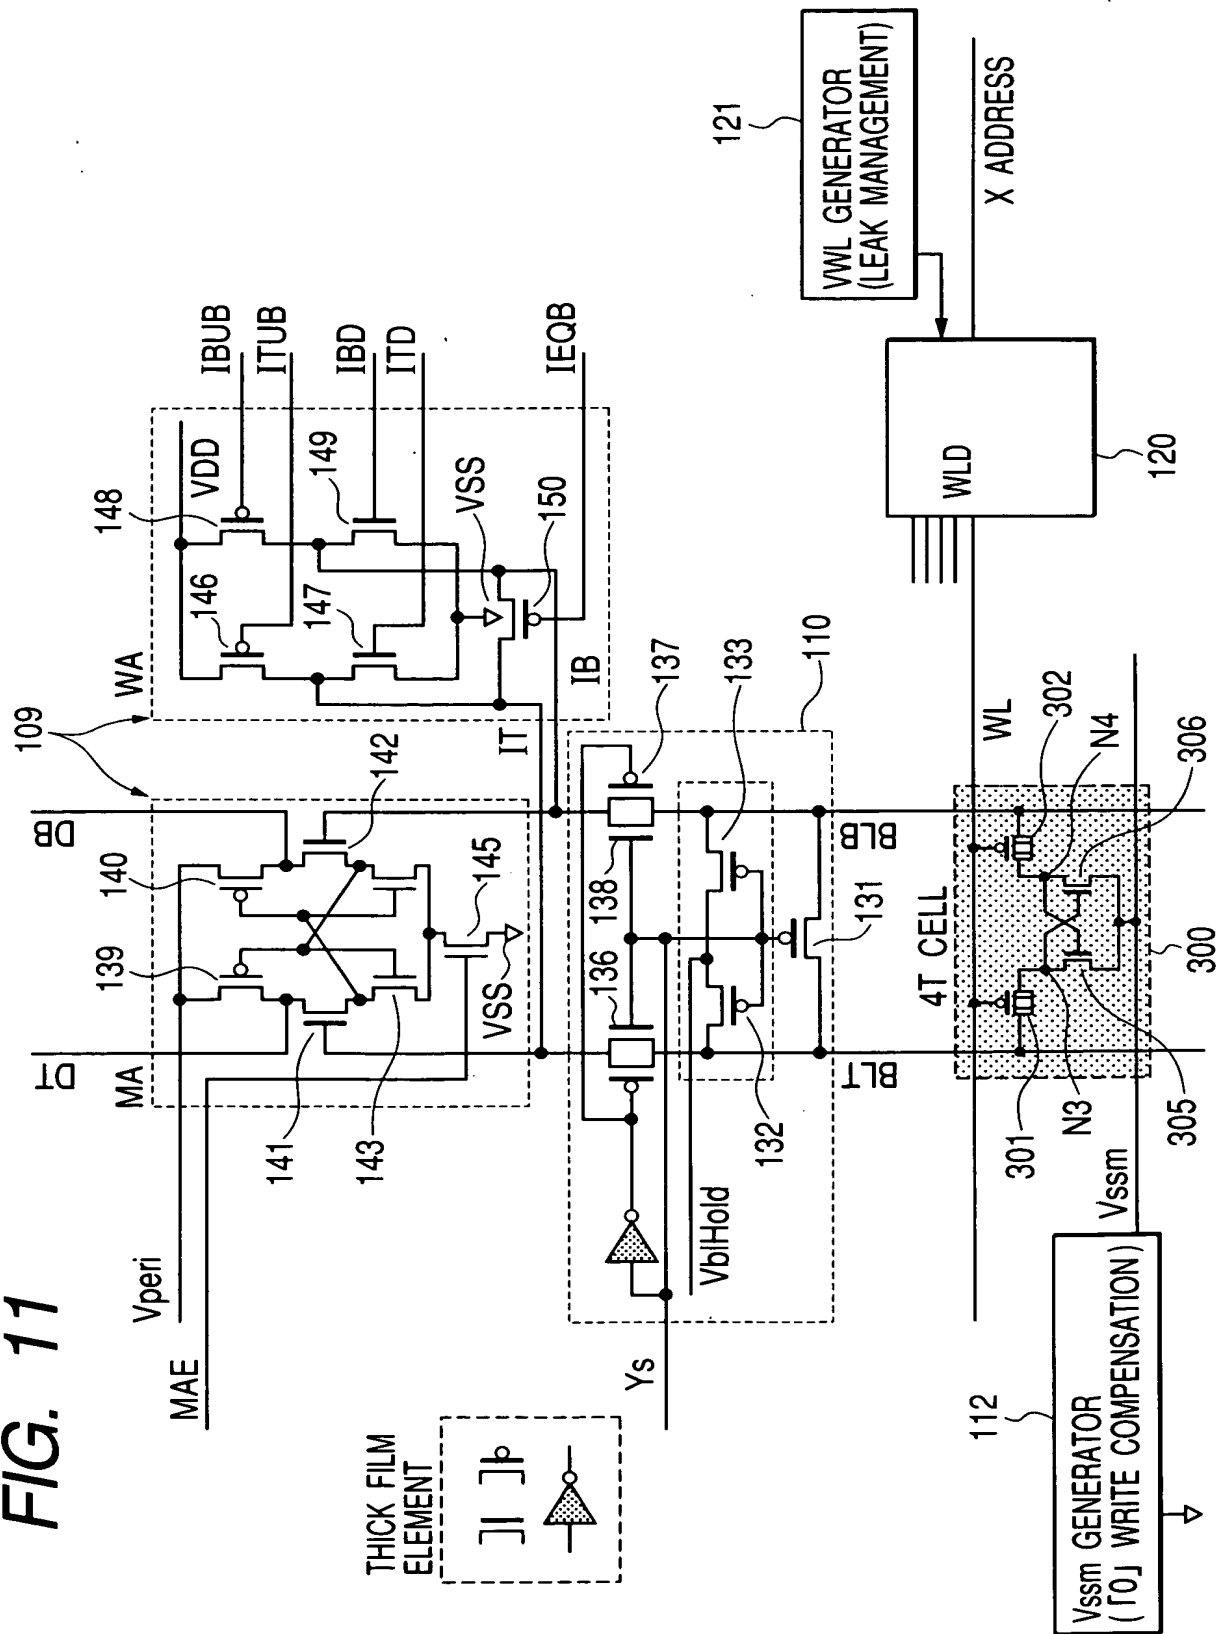 FIG. 11
THICK FILM
ELEMENT
Vperi
MAE
Ys
DT
DB
MA
109
139
140
141
142
143
145
VSS
WA
VDD
146
147
148
149
150
VSS
IBUB
ITUB
IBD
ITD
IEQB
IT
IB
136
137
138
133
132
131
110
VblHold
BLT
BLB
4T CELL
WL
302
N4
306
300
301
N3
305
Vssm
112
Vssm GENERATOR
(「0」 WRITE COMPENSATION)
WLD
120
121
VWL GENERATOR
(LEAK MANAGEMENT)
X ADDRESS